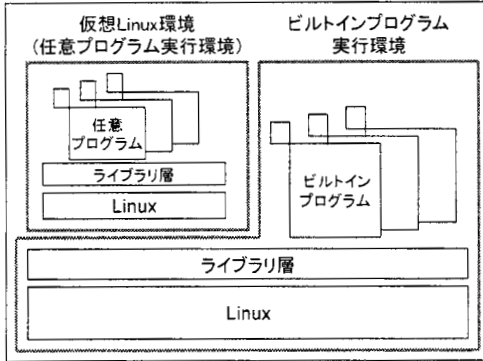 仮想Linux環境
(任意プログラム実行環境)
ビルトインプログラム
実行環境
任意
プログラム
ライブラリ層
Linux
ビルトイン
プログラム
ライブラリ層
Linux